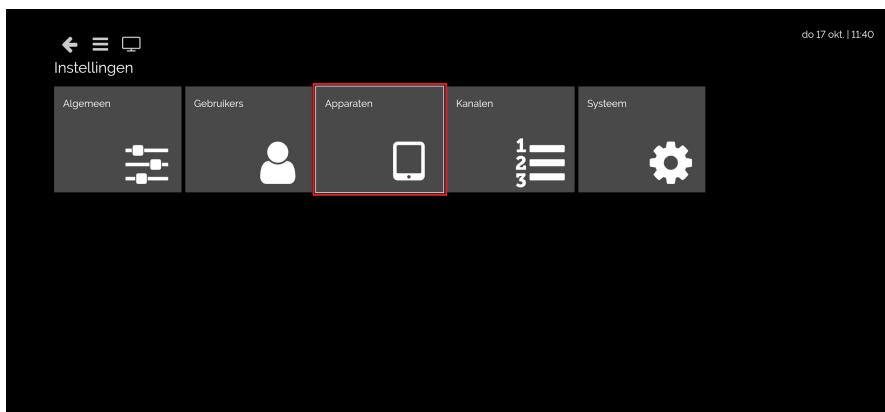 do 17 okt. | 11:40
Instellingen
Algemeen
Gebruikers
Apparaten
Kanalen
Systeem
1
2
3